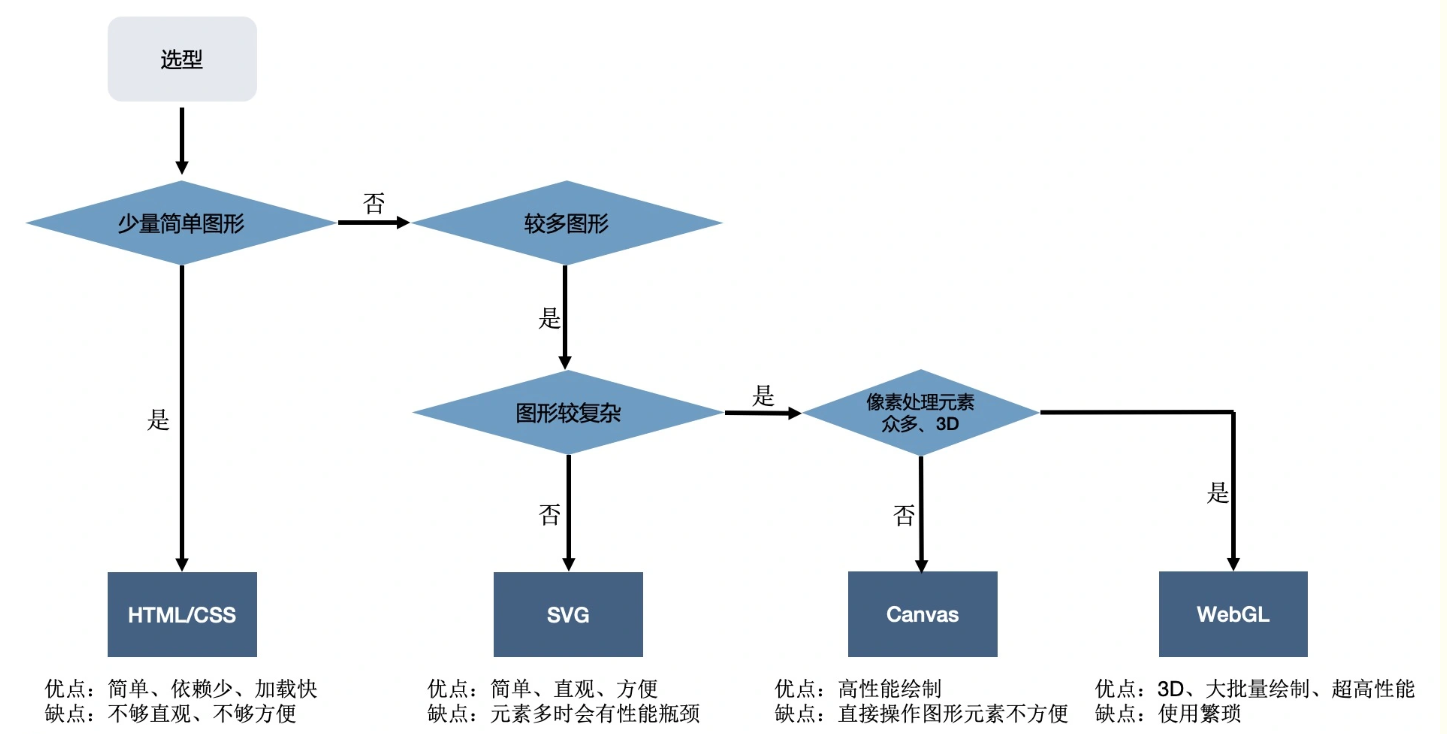 选型
少量简单图形
否
较多图形
是
是
图形较复杂
是
像素处理元素
众多、3D
否
否
是
HTML/CSS
SVG
Canvas
WebGL
优点：简单、依赖少、加载快
缺点：不够直观、不够方便
优点：简单、直观、方便
缺点：元素多时会有性能瓶颈
优点：高性能绘制
缺点：直接操作图形元素不方便
优点：3D、大批量绘制、超高性能
缺点：使用繁琐